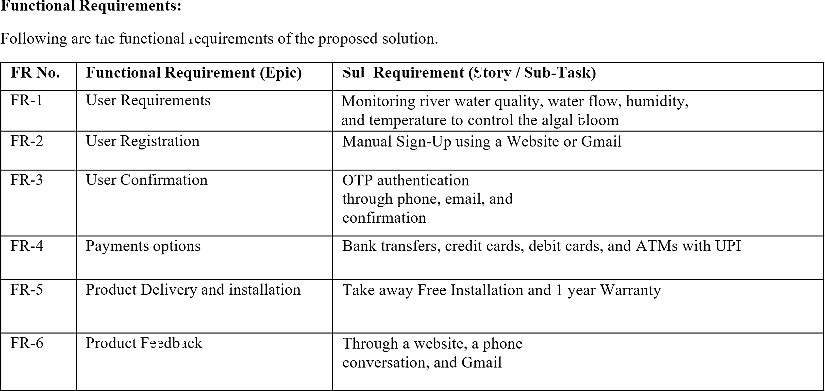 Functional Requirements:
Following are the functional requirements of the proposed solution.
FR No. Functional Requirement (Epic) Sub Requirement (Story / Sub-Task)
FR-1 User Requirements Monitoring river water quality, water flow, humidity,
and temperature to control the algal bloom
FR-2 User Registration Manual Sign-Up using a Website or Gmail
FR-3 User Confirmation OTP authentication
through phone, email, and
confirmation
FR-4 Payments options Bank transfers, credit cards, debit cards, and ATMs with UPI
FR-5 Product Delivery and installation Take away Free Installation and 1 year Warranty
FR-6 Product Feedback Through a website, a phone
conversation, and Gmail